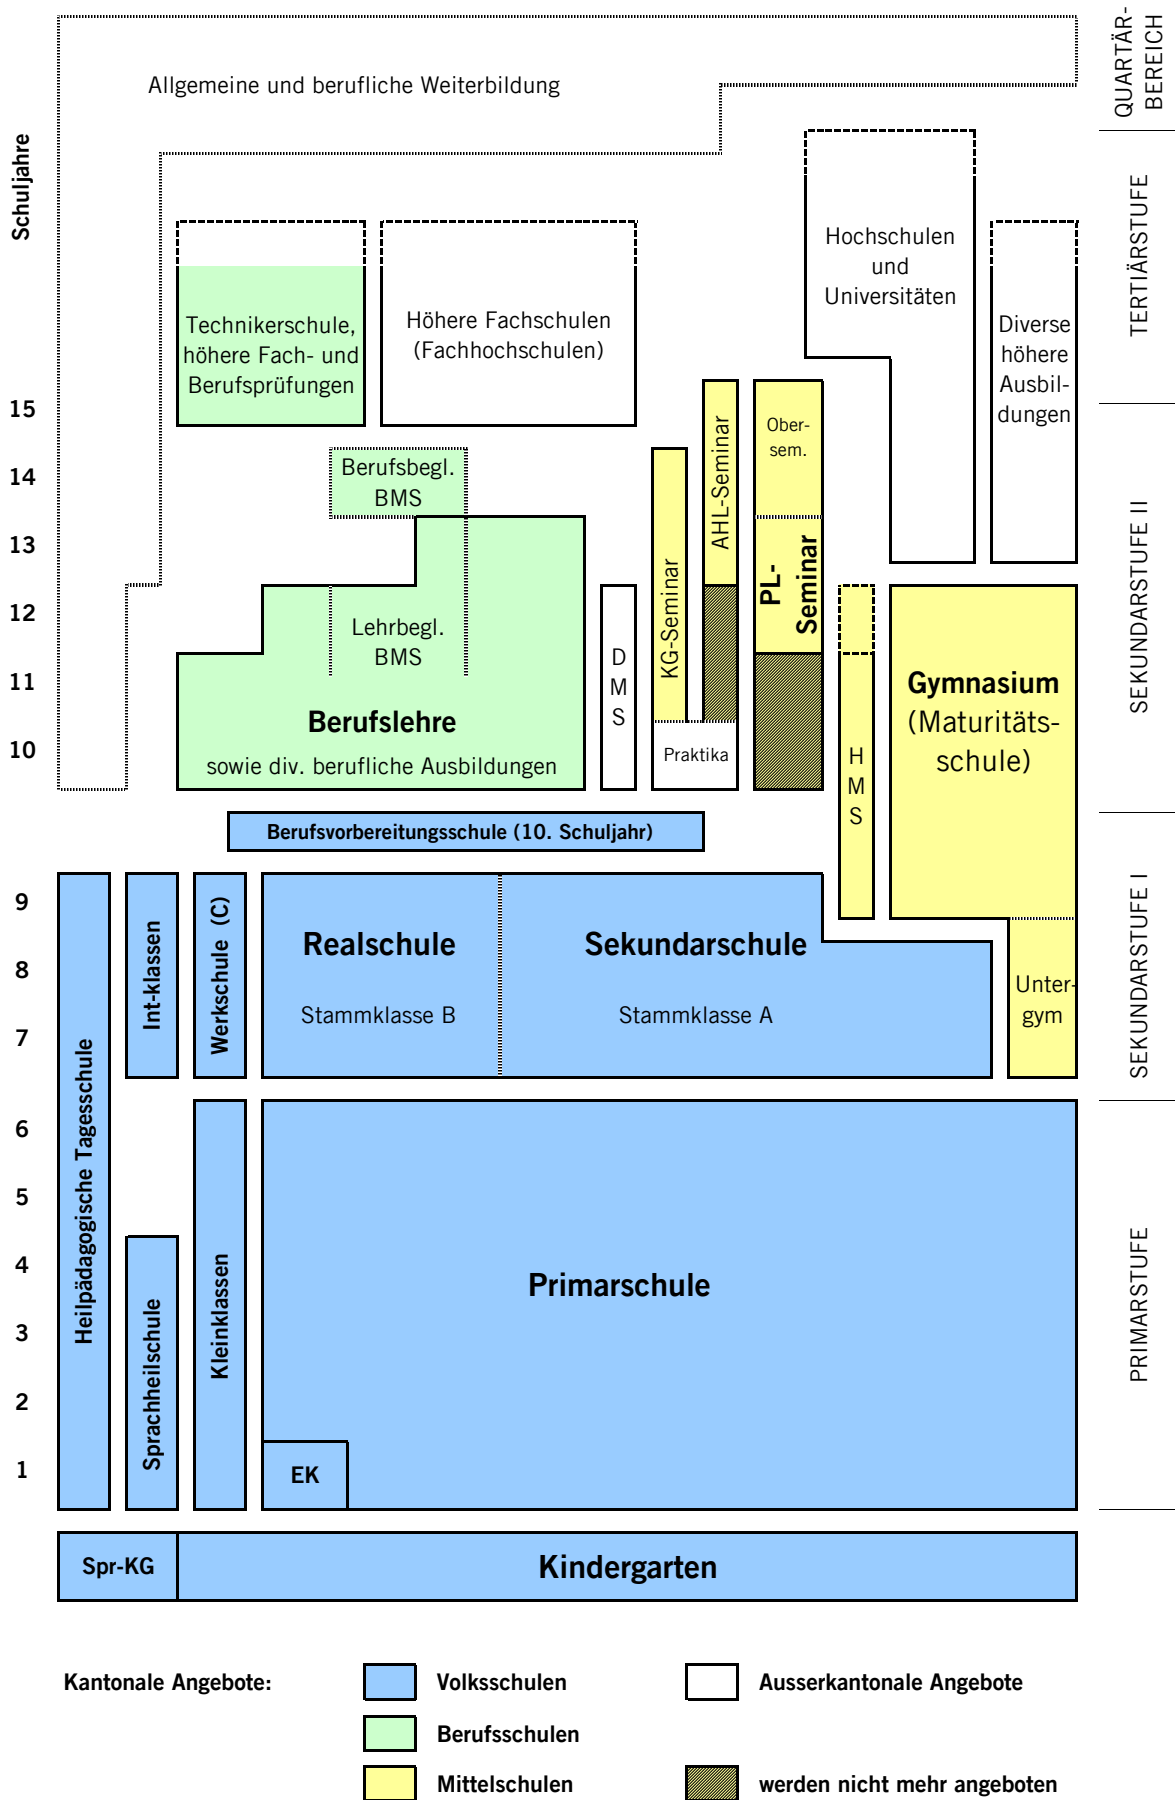 QUARTÄR-
BEREICH
Allgemeine und berufliche Weiterbildung
Schuljahre
TERTIÄRSTUFE
Hochschulen
und
Universitäten
Technikerschule,
höhere Fach- und
Berufsprüfungen
Höhere Fachschulen
(Fachhochschulen)
Diverse
höhere
Ausbil-
dungen
15
14
13
12
11
10
SEKUNDARSTUFE II
Berufsbegl.
BMS
Lehrbegl.
BMS
Berufslehre
sowie div. berufliche Ausbildungen
DMS
KG-Seminar
AHL-Seminar
Praktika
Ober-
sem.
PL-
Seminar
HMS
Gymnasium
(Maturitäts-
schule)
Berufsvorbereitungsschule (10. Schuljahr)
9
8
7
SEKUNDARSTUFE I
Heilpädagogische Tagesschule
Int-klassen
Werkschule (C)
Realschule
Stammklasse B
Sekundarschule
Stammklasse A
Unter-
gym
6
5
4
3
2
1
PRIMARSTUFE
Sprachheilschule
Kleinklassen
Primarschule
EK
Spr-KG
Kindergarten
Kantonale Angebote:
Volksschulen
Ausserkantonale Angebote
Berufsschulen
Mittelschulen
werden nicht mehr angeboten